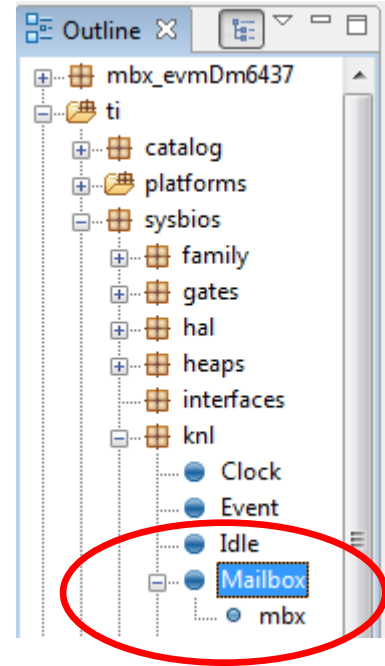 Outline
mbx_evmDm6437
ti
catalog
platforms
sysbios
family
gates
hal
heaps
interfaces
knl
Clock
Event
Idle
Mailbox
mbx